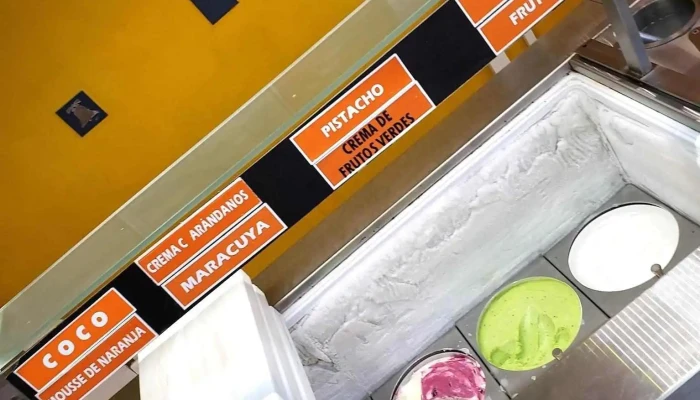 COCO
MOUSSE DE NARANJA
CREMA C ARÁNDANOS
MARACUYA
PISTACHO
CREMA DE
FRUTOS VERDES
FRUT